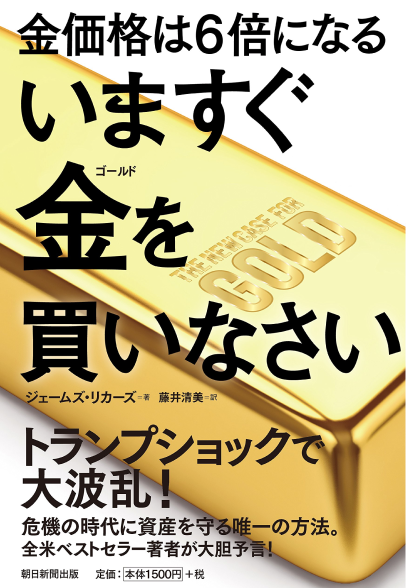 金価格は6倍になる
いますぐ
ゴールド
金を
THE NEW CASE FOR
GOLD
買いなさい
ジェームズ・リカーズ=著 藤井清美=訳
トランプショックで
大波乱!
危機の時代に資産を守る唯一の方法。
全米ベストセラー著者が大胆予言!
朝日新聞出版 定価:本体1500円+税